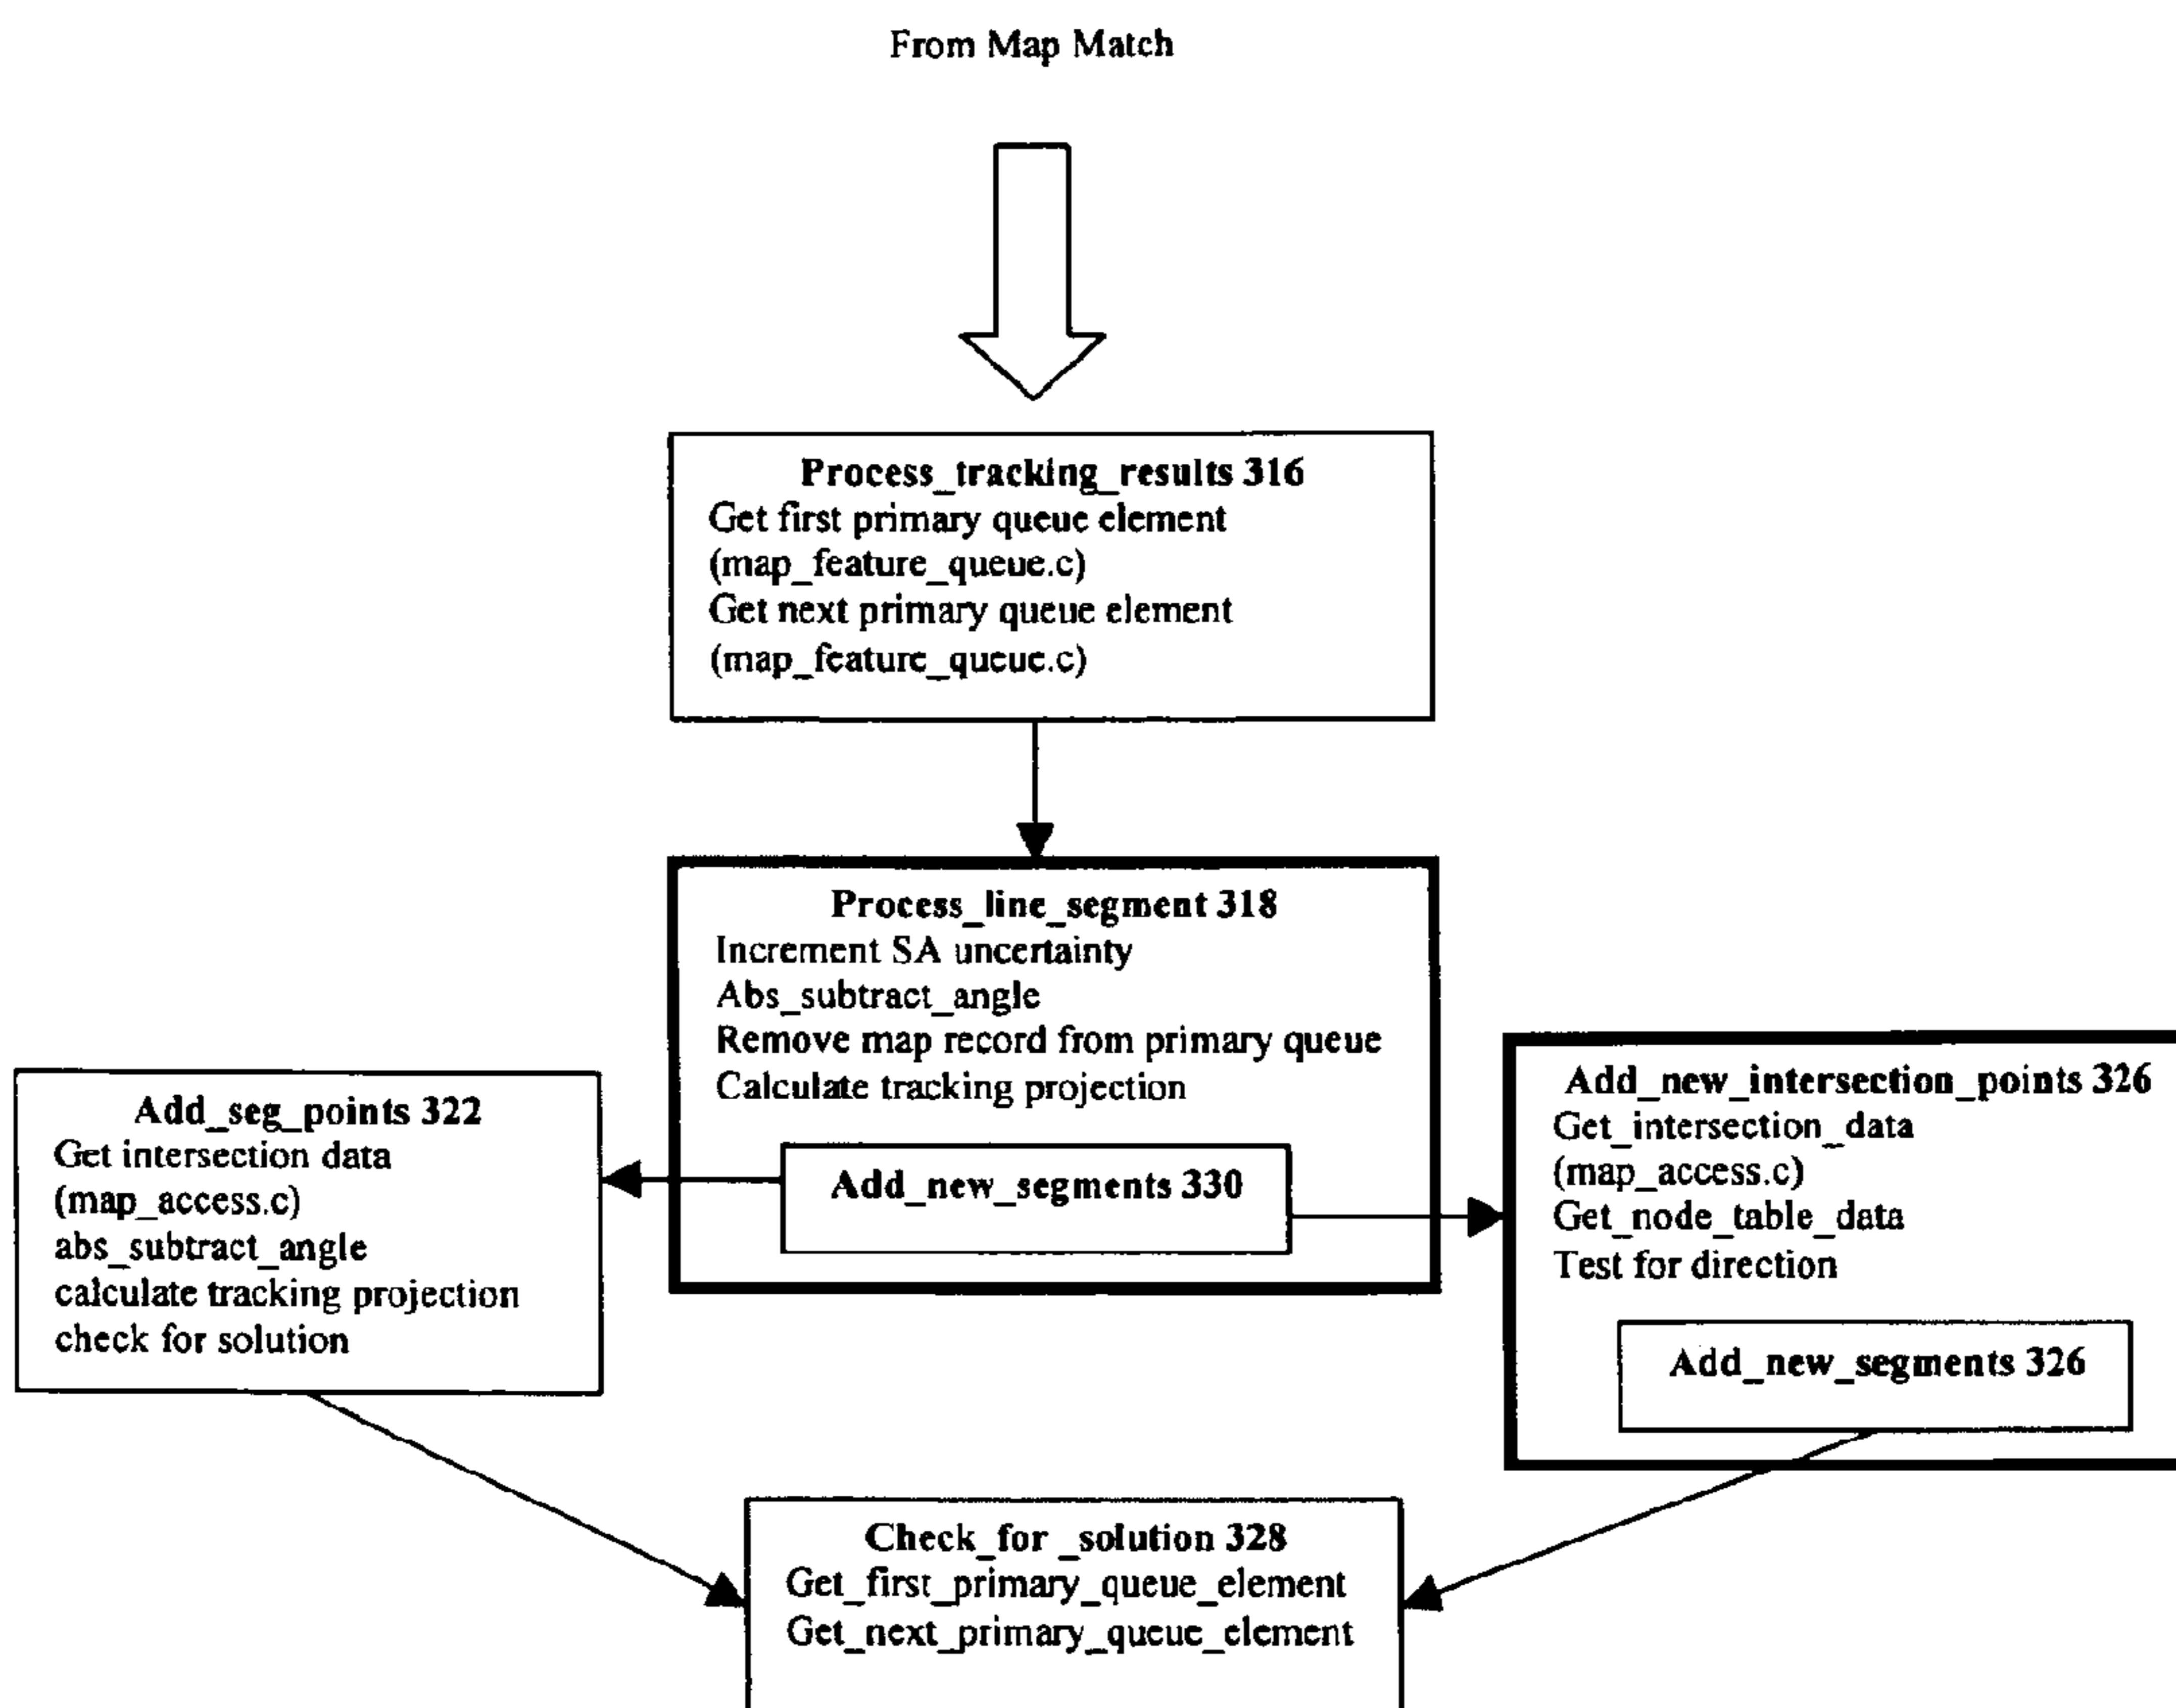 From Map Match
Process_tracking_results 316
Get first primary queue element
(map_feature_queue.c)
Get next primary queue element
(map_feature_queue.c)
Process_line_segment 318
Increment SA uncertainty
Abs_subtract_angle
Remove map record from primary queue
Calculate tracking projection
Add_new_segments 330
Add_seg_points 322
Get intersection data
(map_access.c)
abs_subtract_angle
calculate tracking projection
check for solution
Add_new_intersection_points 326
Get_intersection_data
(map_access.c)
Get_node_table_data
Test for direction
Add_new_segments 326
Check_for _solution 328
Get_first_primary_queue_element
Get_next_primary_queue_element